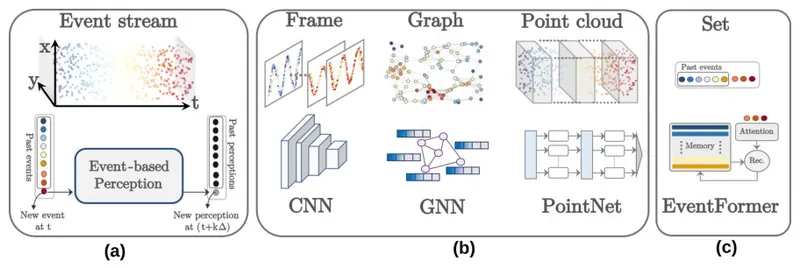 Event stream
x
y
t
Past events
Event-based
Perception
Past perceptions
New event
at t
New perception
at (t+kΔ)
(a)
Frame
Graph
Point cloud
CNN
GNN
PointNet
(b)
Set
Past events
Memory
Attention
Rec.
EventFormer
(c)